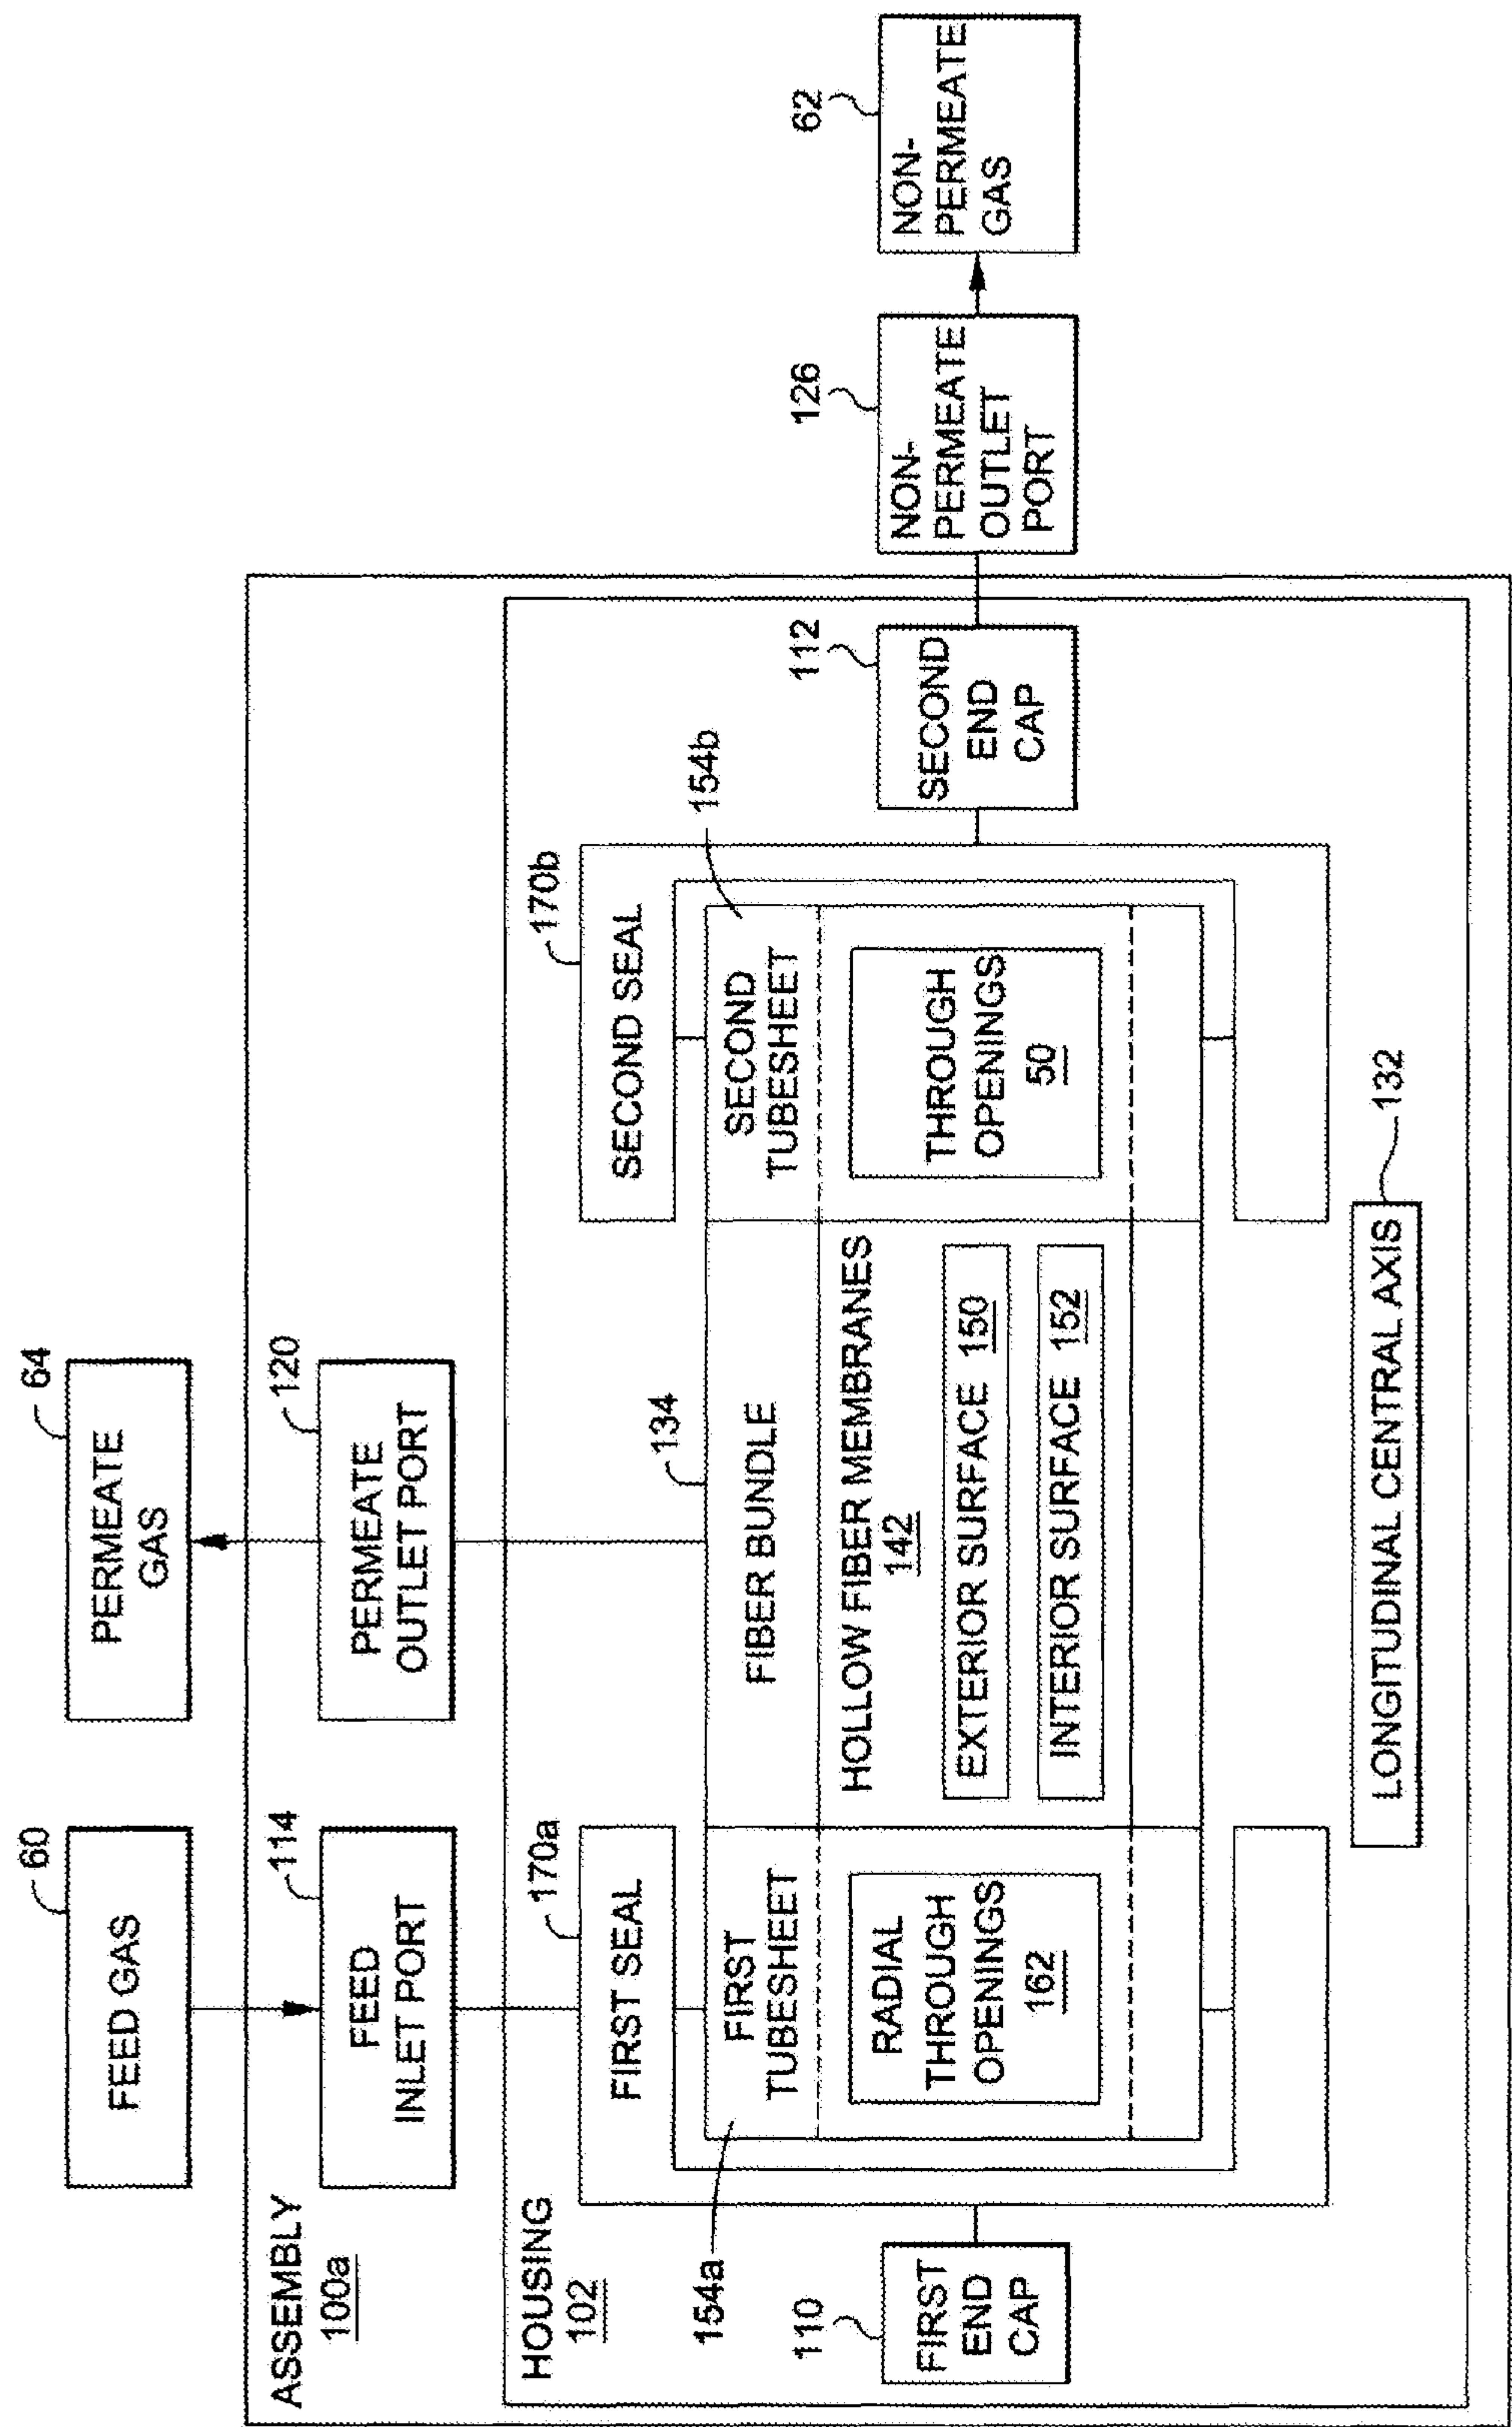 60
FEED GAS
64
PERMEATE
GAS
ASSEMBLY
100a
114
FEED
INLET PORT
120
PERMEATE
OUTLET PORT
HOUSING
102
170a
FIRST SEAL
134
170b
SECOND SEAL
154a
FIRST
TUBESHEET
FIBER BUNDLE
SECOND
TUBESHEET
154b
110
FIRST
END
CAP
RADIAL
THROUGH
OPENINGS
162
HOLLOW FIBER MEMBRANES
142
EXTERIOR SURFACE 150
INTERIOR SURFACE 152
THROUGH
OPENINGS
50
112
SECOND
END
CAP
126
NON-
PERMEATE
OUTLET
PORT
62
NON-
PERMEATE
GAS
LONGITUDINAL CENTRAL AXIS
132